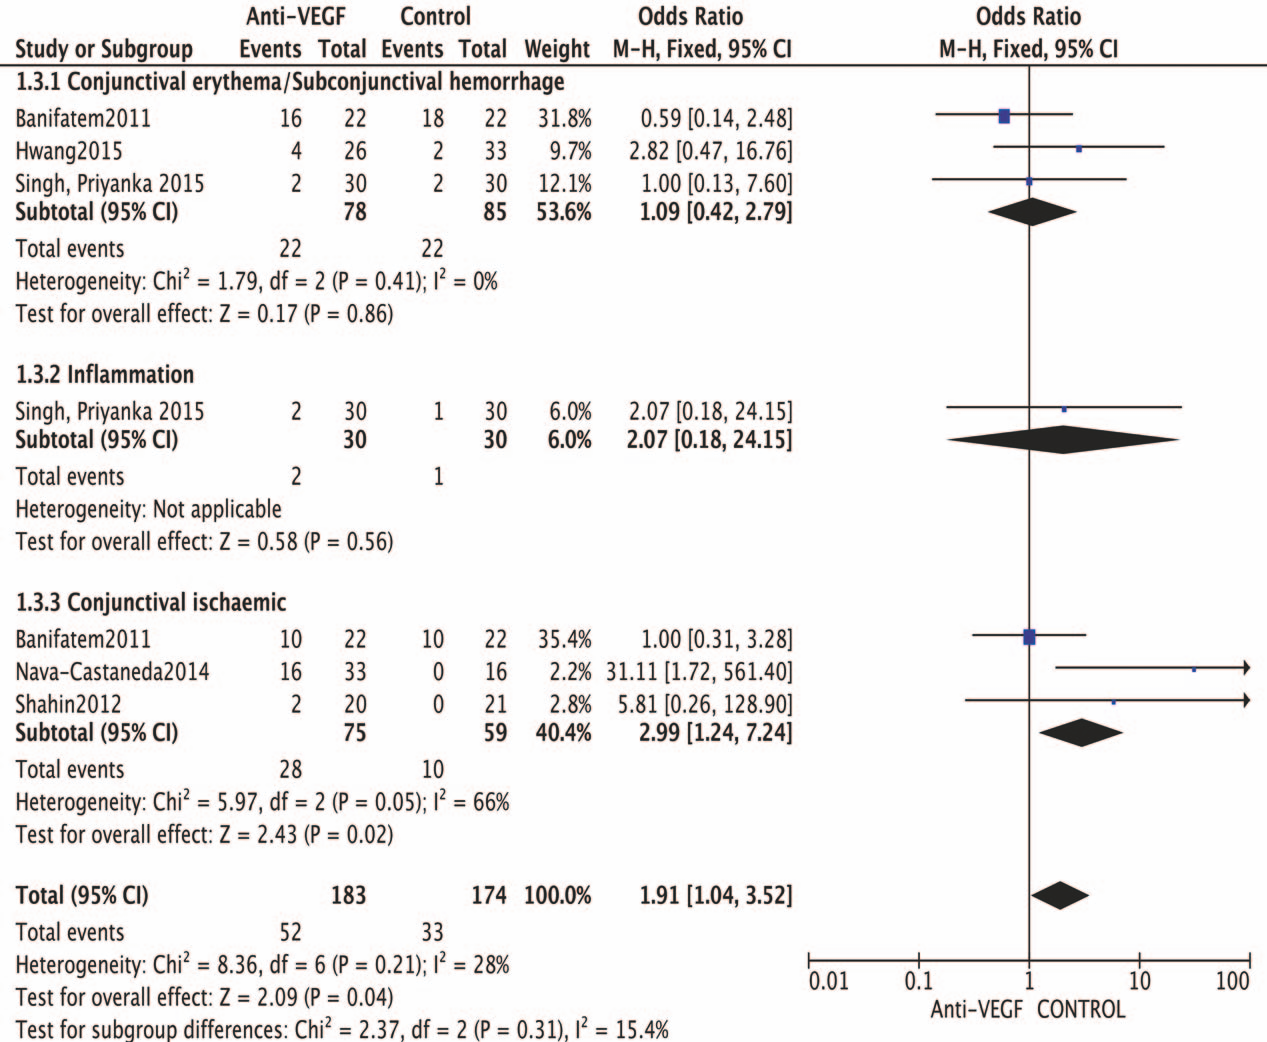 Anti-VEGF Control Odds Ratio Odds Ratio
Study or Subgroup Events Total Events Total Weight M-H, Fixed, 95% CI M-H, Fixed, 95% CI
1.3.1 Conjunctival erythema/Subconjunctival hemorrhage
Banifatem2011 16 22 18 22 31.8% 0.59 [0.14, 2.48]
Hwang2015 4 26 2 33 9.7% 2.82 [0.47, 16.76]
Singh, Priyanka 2015 2 30 2 30 12.1% 1.00 [0.13, 7.60]
Subtotal (95% CI) 78 85 53.6% 1.09 [0.42, 2.79]
Total events 22 22
Heterogeneity: Chi² = 1.79, df = 2 (P = 0.41); I² = 0%
Test for overall effect: Z = 0.17 (P = 0.86)
1.3.2 Inflammation
Singh, Priyanka 2015 2 30 1 30 6.0% 2.07 [0.18, 24.15]
Subtotal (95% CI) 30 30 6.0% 2.07 [0.18, 24.15]
Total events 2 1
Heterogeneity: Not applicable
Test for overall effect: Z = 0.58 (P = 0.56)
1.3.3 Conjunctival ischaemic
Banifatem2011 10 22 10 22 35.4% 1.00 [0.31, 3.28]
Nava-Castaneda2014 16 33 0 16 2.2% 31.11 [1.72, 561.40]
Shahin2012 2 20 0 21 2.8% 5.81 [0.26, 128.90]
Subtotal (95% CI) 75 59 40.4% 2.99 [1.24, 7.24]
Total events 28 10
Heterogeneity: Chi² = 5.97, df = 2 (P = 0.05); I² = 66%
Test for overall effect: Z = 2.43 (P = 0.02)
Total (95% CI) 183 174 100.0% 1.91 [1.04, 3.52]
Total events 52 33
Heterogeneity: Chi² = 8.36, df = 6 (P = 0.21); I² = 28%
Test for overall effect: Z = 2.09 (P = 0.04)
Test for subgroup differences: Chi² = 2.37, df = 2 (P = 0.31), I² = 15.4%
0.01 0.1 1 10 100
Anti-VEGF CONTROL